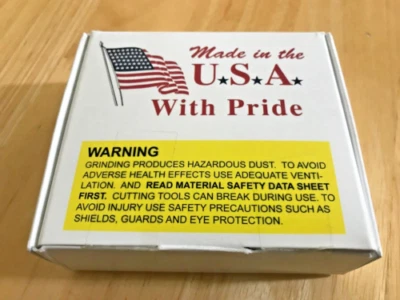 Made in the
U.S.A.
With Pride
WARNING
GRINDING PRODUCES HAZARDOUS DUST. TO AVOID
ADVERSE HEALTH EFFECTS USE ADEQUATE VENTI-
LATION. AND READ MATERIAL SAFETY DATA SHEET
FIRST. CUTTING TOOLS CAN BREAK DURING USE. TO
AVOID INJURY USE SAFETY PRECAUTIONS SUCH AS
SHIELDS, GUARDS AND EYE PROTECTION.